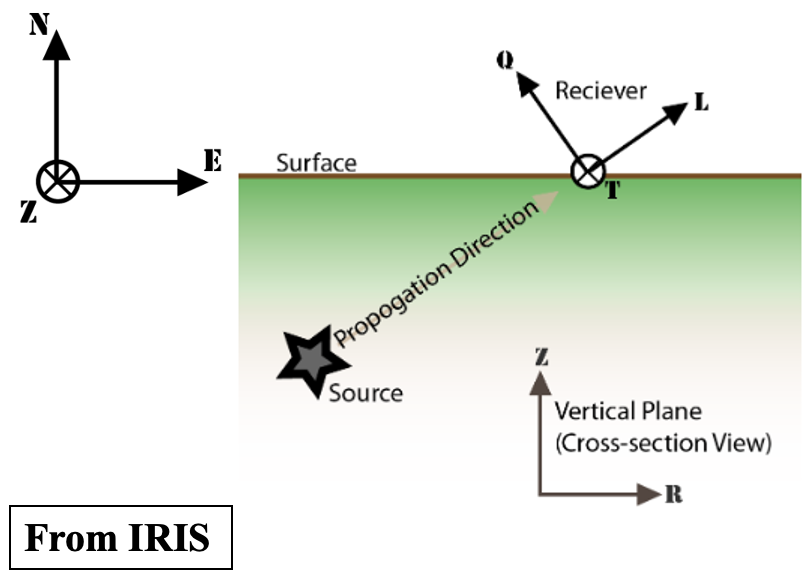 N
E
Z
Q
Reciever
L
Surface
T
Propogation Direction
Source
Z
Vertical Plane
(Cross-section View)
R
From IRIS